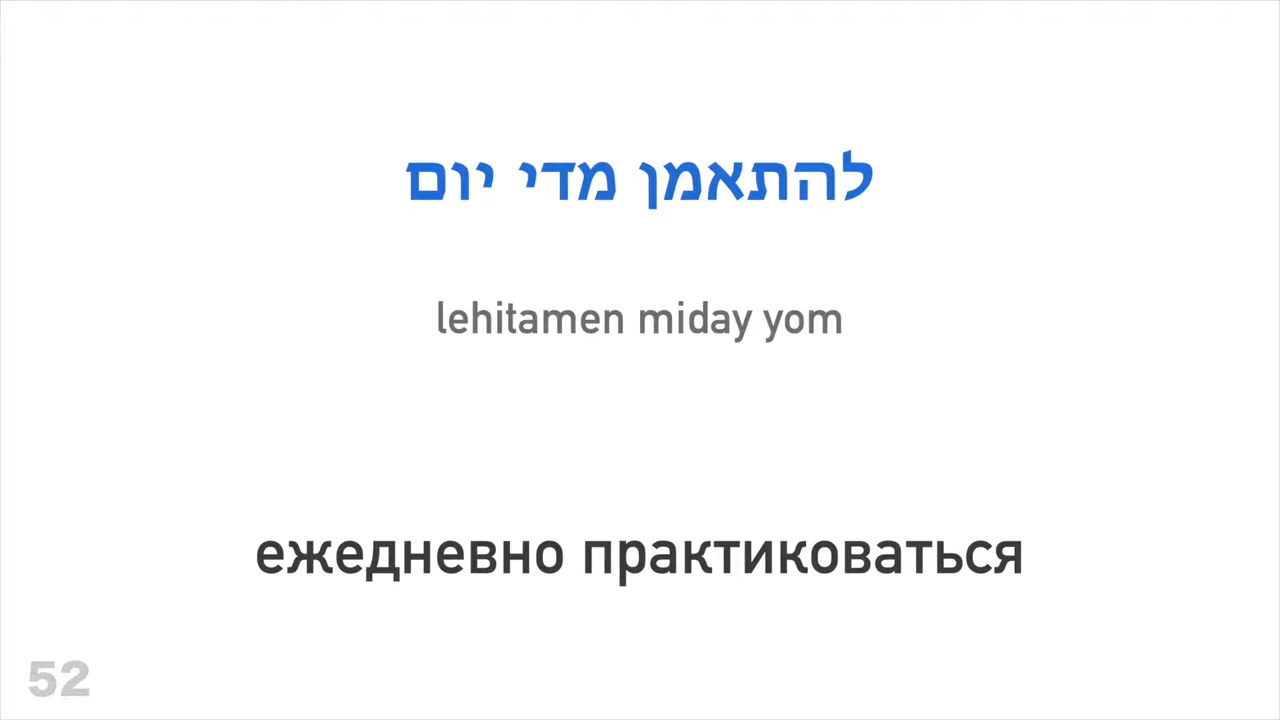 להתאמן מדי יום
lehitamen miday yom
ежедневно практиковаться
52